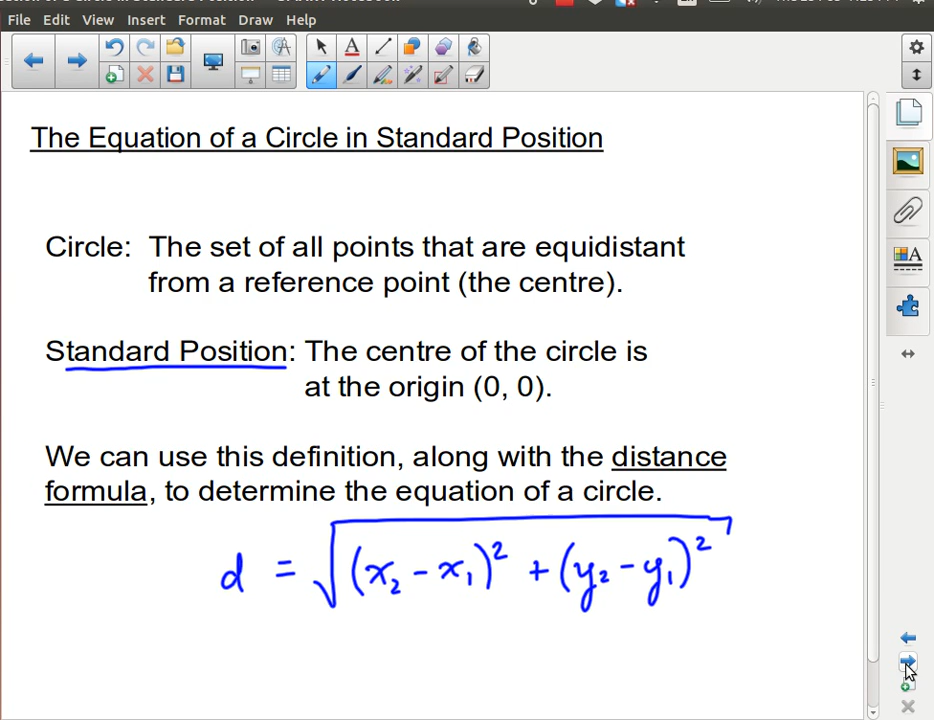 File Edit View Insert Format Draw Help
The Equation of a Circle in Standard Position
Circle: The set of all points that are equidistant
from a reference point (the centre).
Standard Position: The centre of the circle is
at the origin (0, 0).
We can use this definition, along with the distance
formula, to determine the equation of a circle.
d = √(x₂ - x₁)² + (y₂ - y₁)²